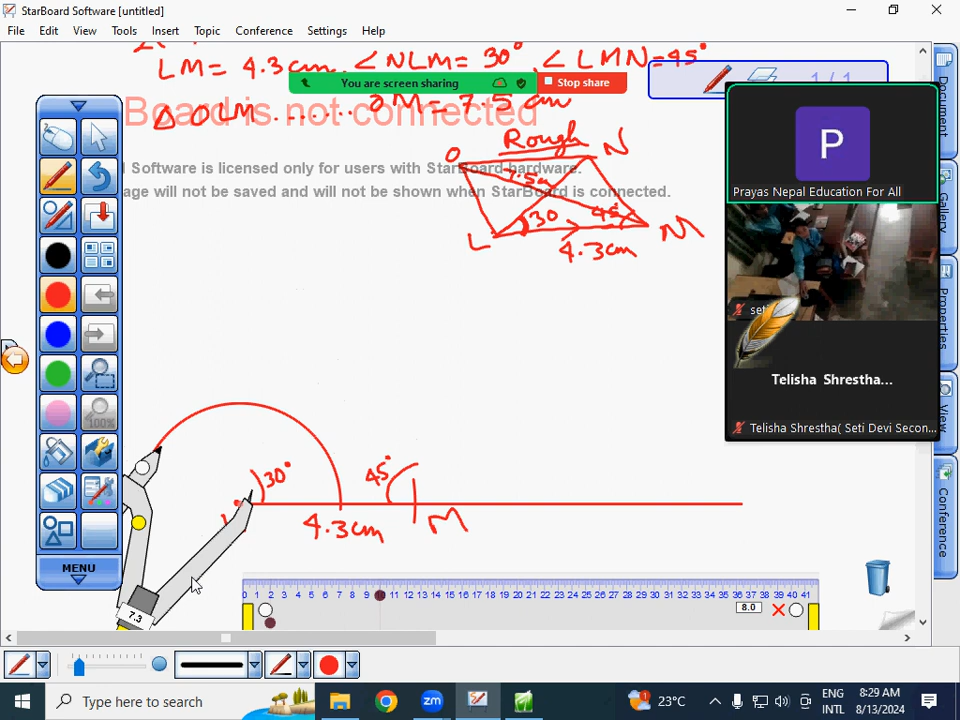 StarBoard Software [untitled]
File Edit View Tools Insert Topic Conference Settings Help
LM = 4.3 cm, ∠NLM = 30°, ∠LMN = 45°
You are screen sharing Stop share
1 / 1
Board is not connected
Δ OLM ....... OM = 7.5 cm
Software is licensed only for users with StarBoard hardware.
age will not be saved and will not be shown when StarBoard is connected.
Rough
O N
7.5
30 45
L M
4.3cm
P
Prayas Nepal Education For All
Telisha Shrestha...
Telisha Shrestha( Seti Devi Secon...
Document
Gallery
Properties
View
Conference
100%
30° 45°
4.3cm M
MENU
7.3
0 1 2 3 4 5 6 7 8 9 10 11 12 13 14 15 16 17 18 19 20 21 22 23 24 25 26 27 28 29 30 31 32 33 34 35 36 37 38 39 40 41
8.0
Type here to search
23°C
ENG
INTL
8:29 AM
8/13/2024